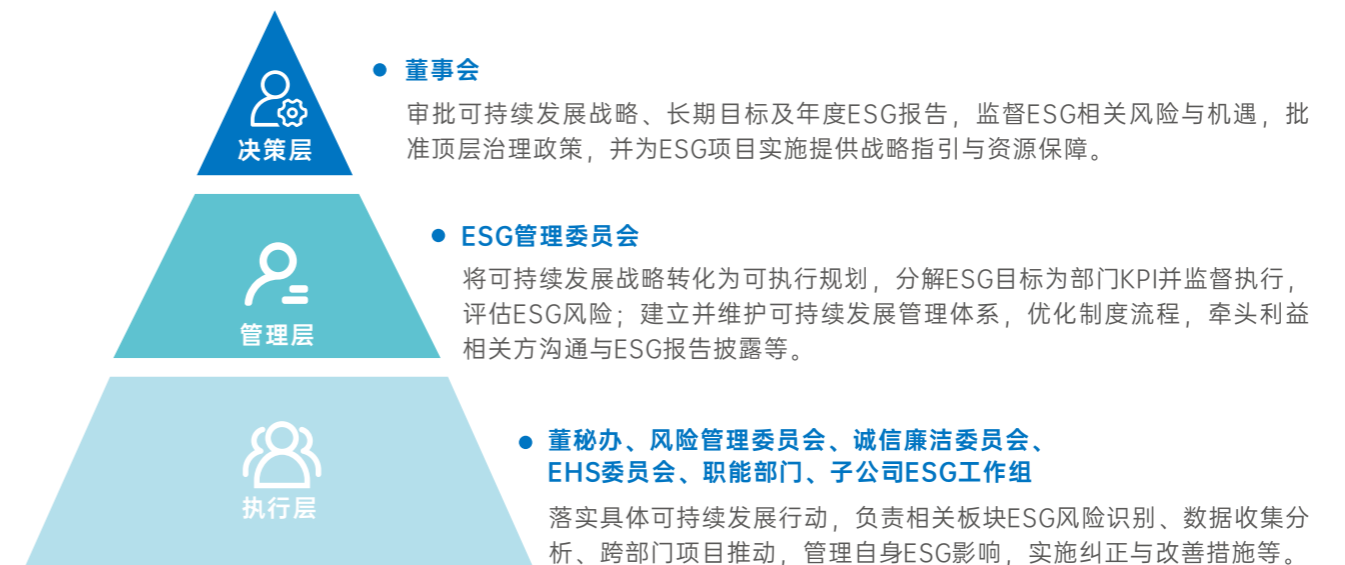 董事会
审批可持续发展战略、长期目标及年度ESG报告，监督ESG相关风险与机遇，批
准顶层治理政策，并为ESG项目实施提供战略指引与资源保障。
决策层
ESG管理委员会
将可持续发展战略转化为可执行规划，分解ESG目标为部门KPI并监督执行，
评估ESG风险；建立并维护可持续发展管理体系，优化制度流程，牵头利益
相关方沟通与ESG报告披露等。
管理层
董秘办、风险管理委员会、诚信廉洁委员会、
EHS委员会、职能部门、子公司ESG工作组
落实具体可持续发展行动，负责相关板块ESG风险识别、数据收集分
析、跨部门项目推动，管理自身ESG影响，实施纠正与改善措施等。
执行层